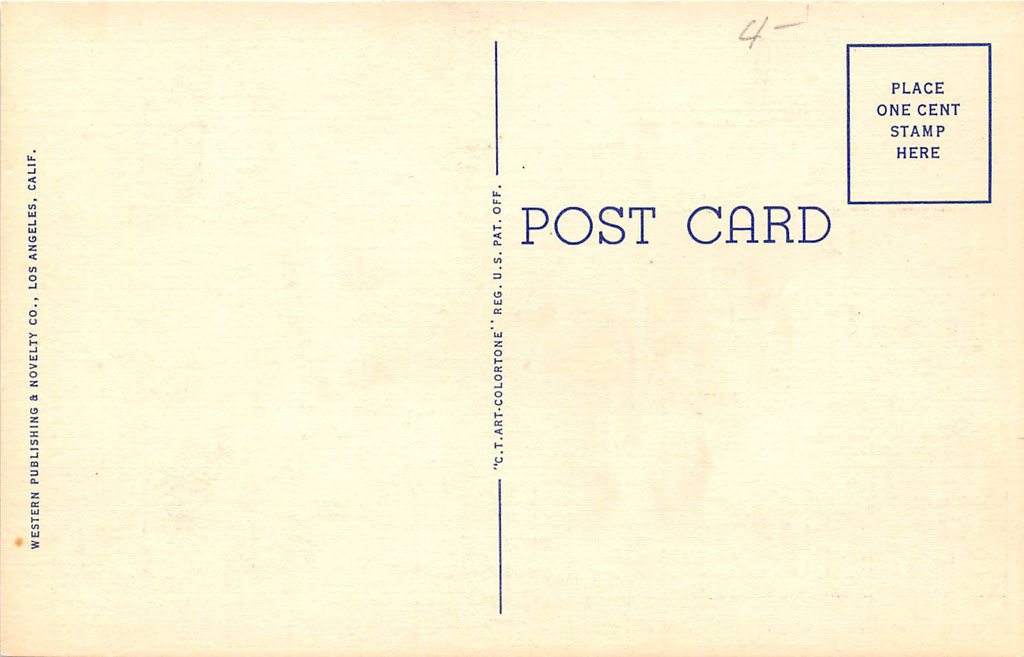 4-
PLACE
ONE CENT
STAMP
HERE
POST CARD
"C.T. ART-COLORTONE" REG. U.S. PAT. OFF.
WESTERN PUBLISHING & NOVELTY CO., LOS ANGELES, CALIF.